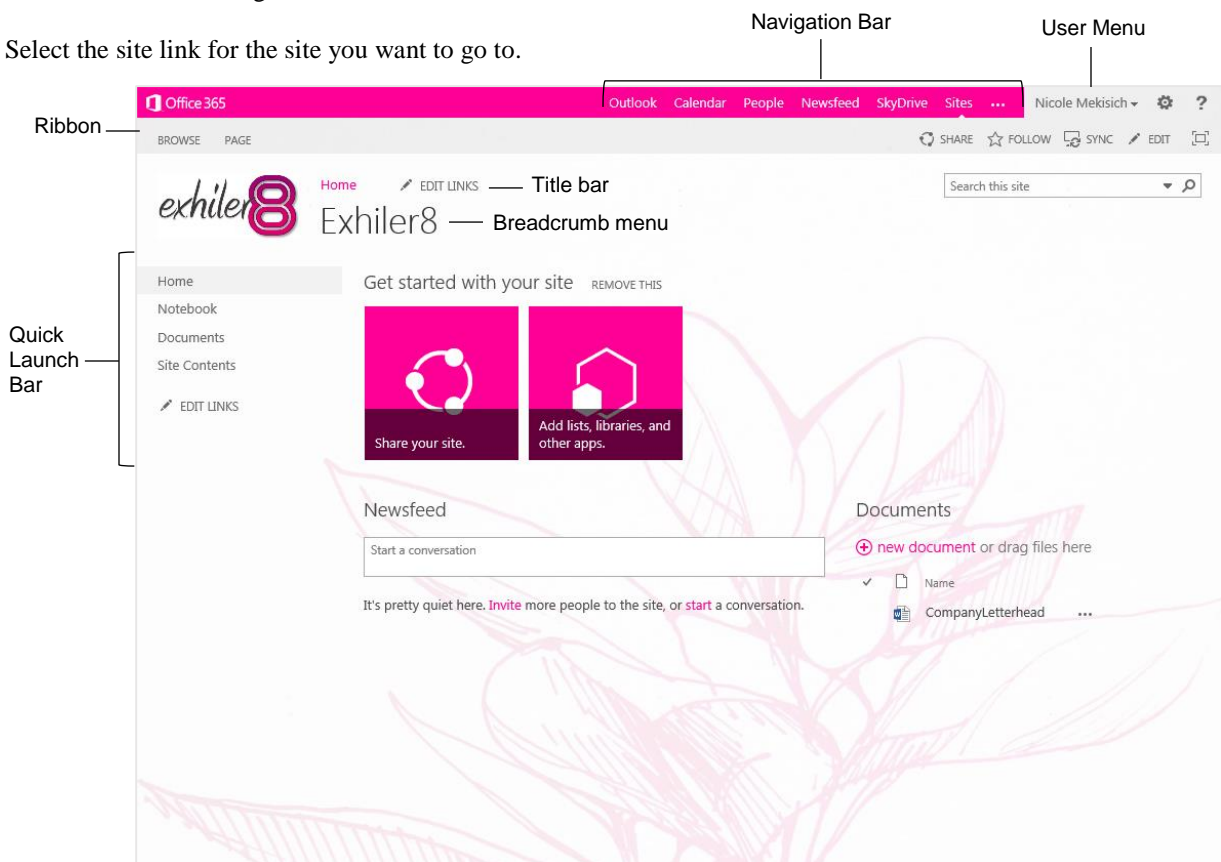 Navigation Bar
User Menu
Select the site link for the site you want to go to.
Office 365
Outlook Calendar People Newsfeed SkyDrive Sites ... Nicole Mekisich ?
Ribbon
BROWSE PAGE
SHARE FOLLOW SYNC EDIT
exhiler8
Home EDIT LINKS Title bar
Search this site
Exhiler8 Breadcrumb menu
Home
Get started with your site REMOVE THIS
Notebook
Quick
Launch
Bar
Documents
Site Contents
EDIT LINKS
Share your site.
Add lists, libraries, and
other apps.
Newsfeed
Start a conversation
It's pretty quiet here. Invite more people to the site, or start a conversation.
Documents
new document or drag files here
Name
CompanyLetterhead ...